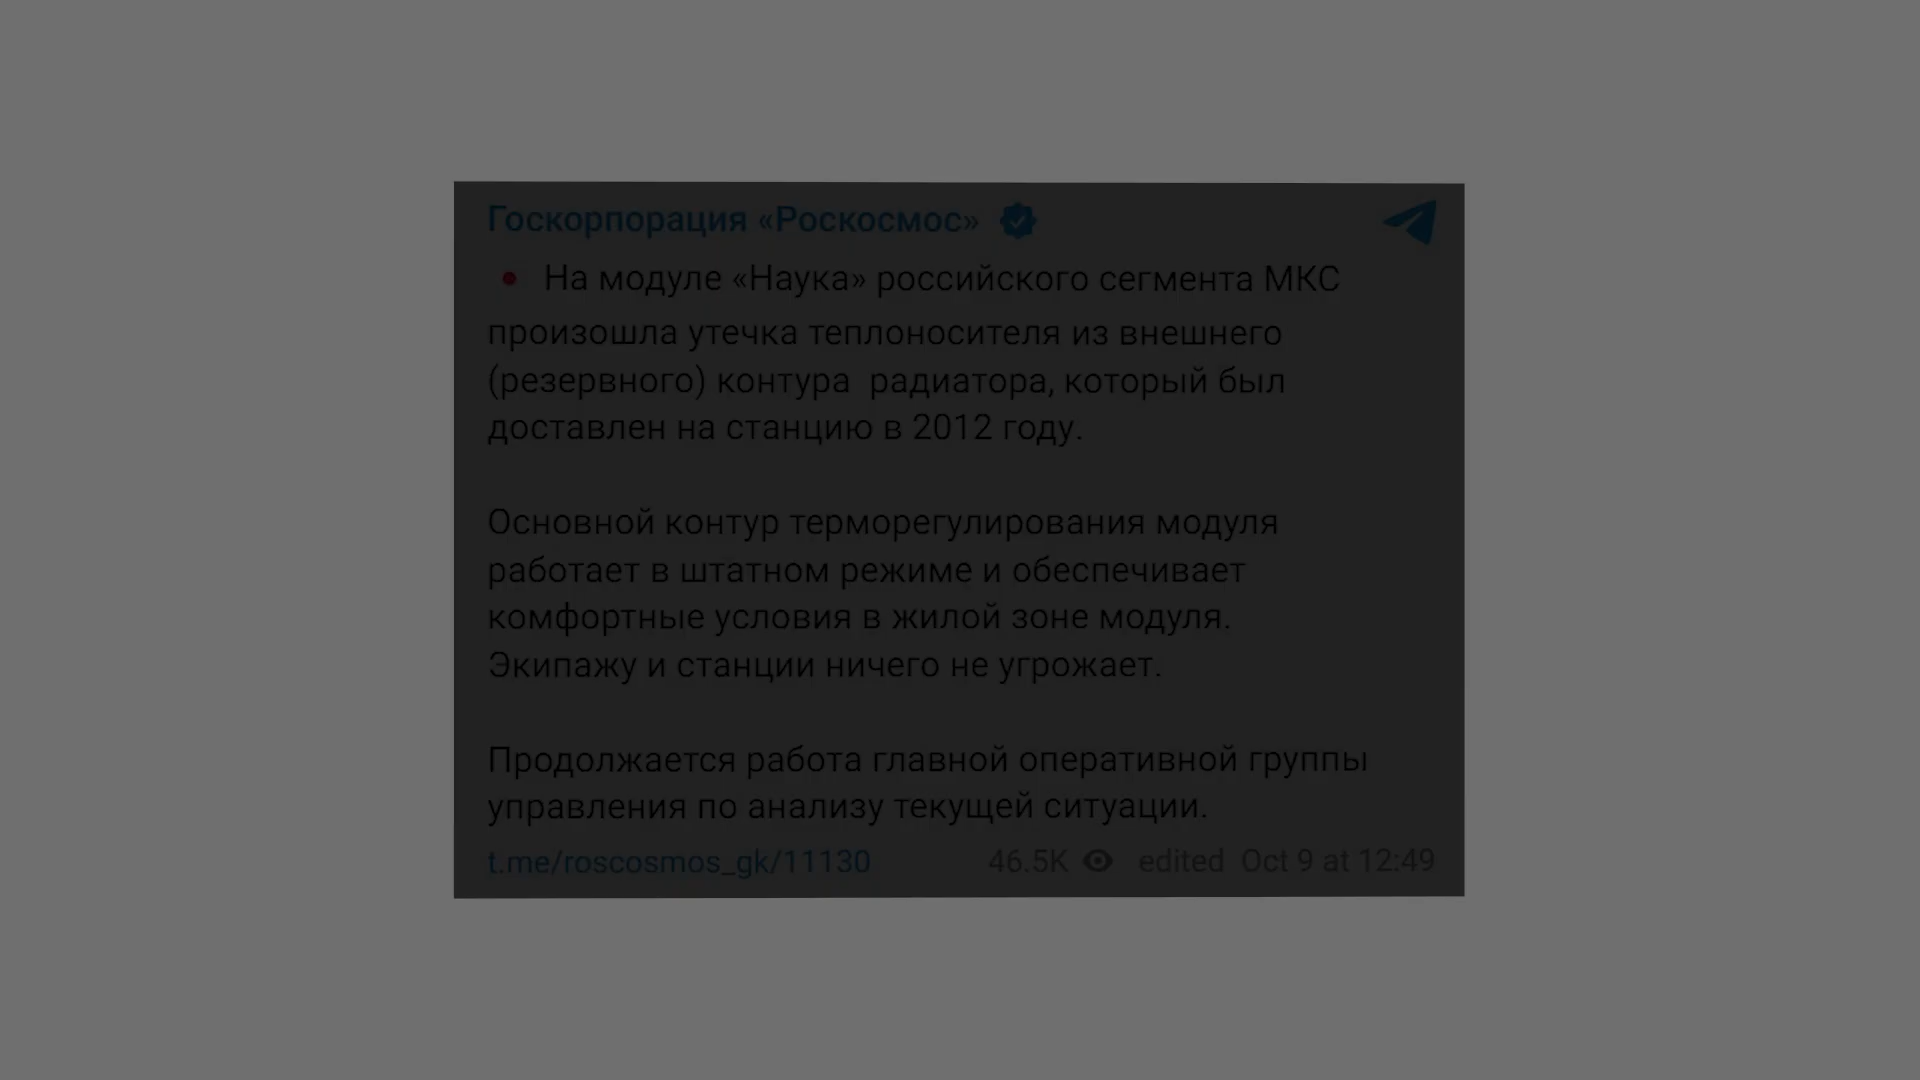 Госкорпорация «Роскосмос»
На модуле «Наука» российского сегмента МКС
произошла утечка теплоносителя из внешнего
(резервного) контура радиатора, который был
доставлен на станцию в 2012 году.
Основной контур терморегулирования модуля
работает в штатном режиме и обеспечивает
комфортные условия в жилой зоне модуля.
Экипажу и станции ничего не угрожает.
Продолжается работа главной оперативной группы
управления по анализу текущей ситуации.
t.me/roscosmos_gk/11130 46.5K edited Oct 9 at 12:49